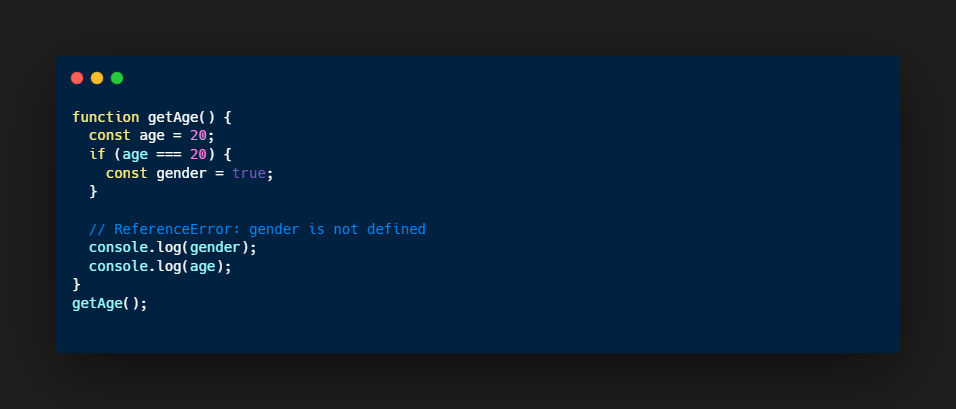 function getAge() {
  const age = 20;
  if (age === 20) {
    const gender = true;
  }

  // ReferenceError: gender is not defined
  console.log(gender);
  console.log(age);
}
getAge();